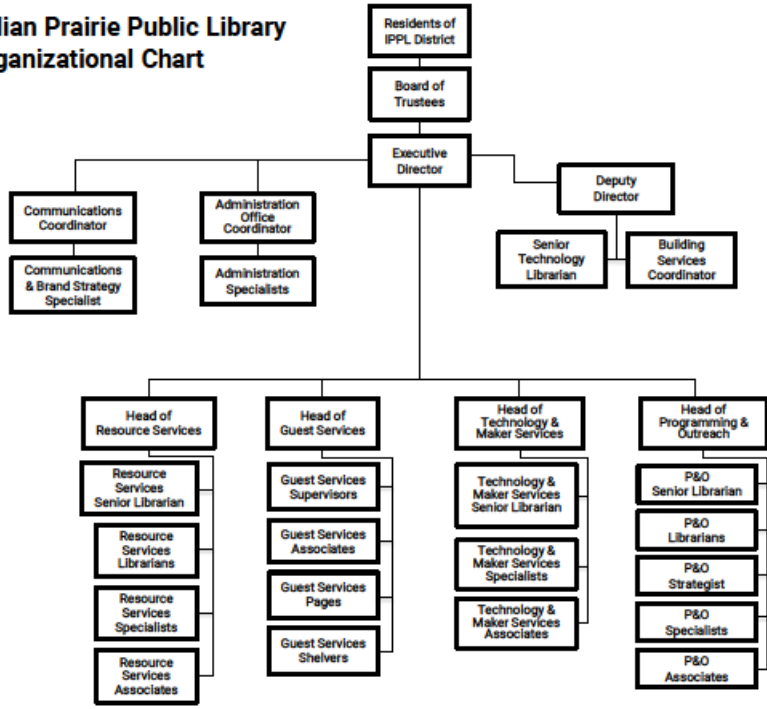 lian Prairie Public Library
ganizational Chart
Residents of
IPPL District
Board of
Trustees
Executive
Director
Communications
Coordinator
Administration
Office
Coordinator
Deputy
Director
Communications
& Brand Strategy
Specialist
Administration
Specialists
Senior
Technology
Librarian
Building
Services
Coordinator
Head of
Resource Services
Head of
Guest Services
Head of
Technology &
Maker Services
Head of
Programming &
Outreach
Resource
Services
Senior Librarian
Resource
Services
Librarians
Resource
Services
Specialists
Resource
Services
Associates
Guest Services
Supervisors
Guest Services
Associates
Guest Services
Pages
Guest Services
Shelvers
Technology &
Maker Services
Senior Librarian
Technology &
Maker Services
Specialists
Technology &
Maker Services
Associates
P&O
Senior Librarian
P&O
Librarians
P&O
Strategist
P&O
Specialists
P&O
Associates